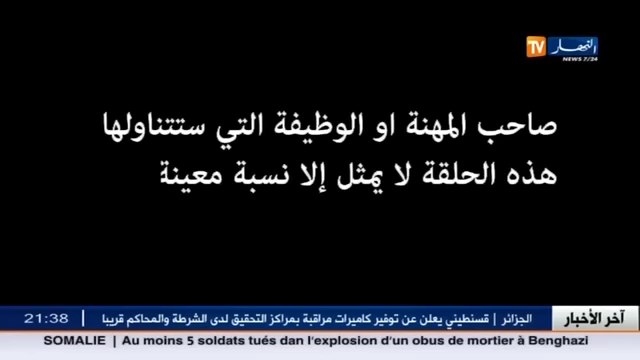 النهار TV
NEWS 7/24
صاحب المهنة او الوظيفة التي ستتناولها
هذه الحلقة لا يمثل إلا نسبة معينة
آخر الأخبار
الجزائر | قسنطيني يعلن عن توفير كاميرات مراقبة بمراكز التحقيق لدى الشرطة والمحاكم قريبا
21:38
SOMALIE | Au moins 5 soldats tués dan l'explosion d'un obus de mortier à Benghazi